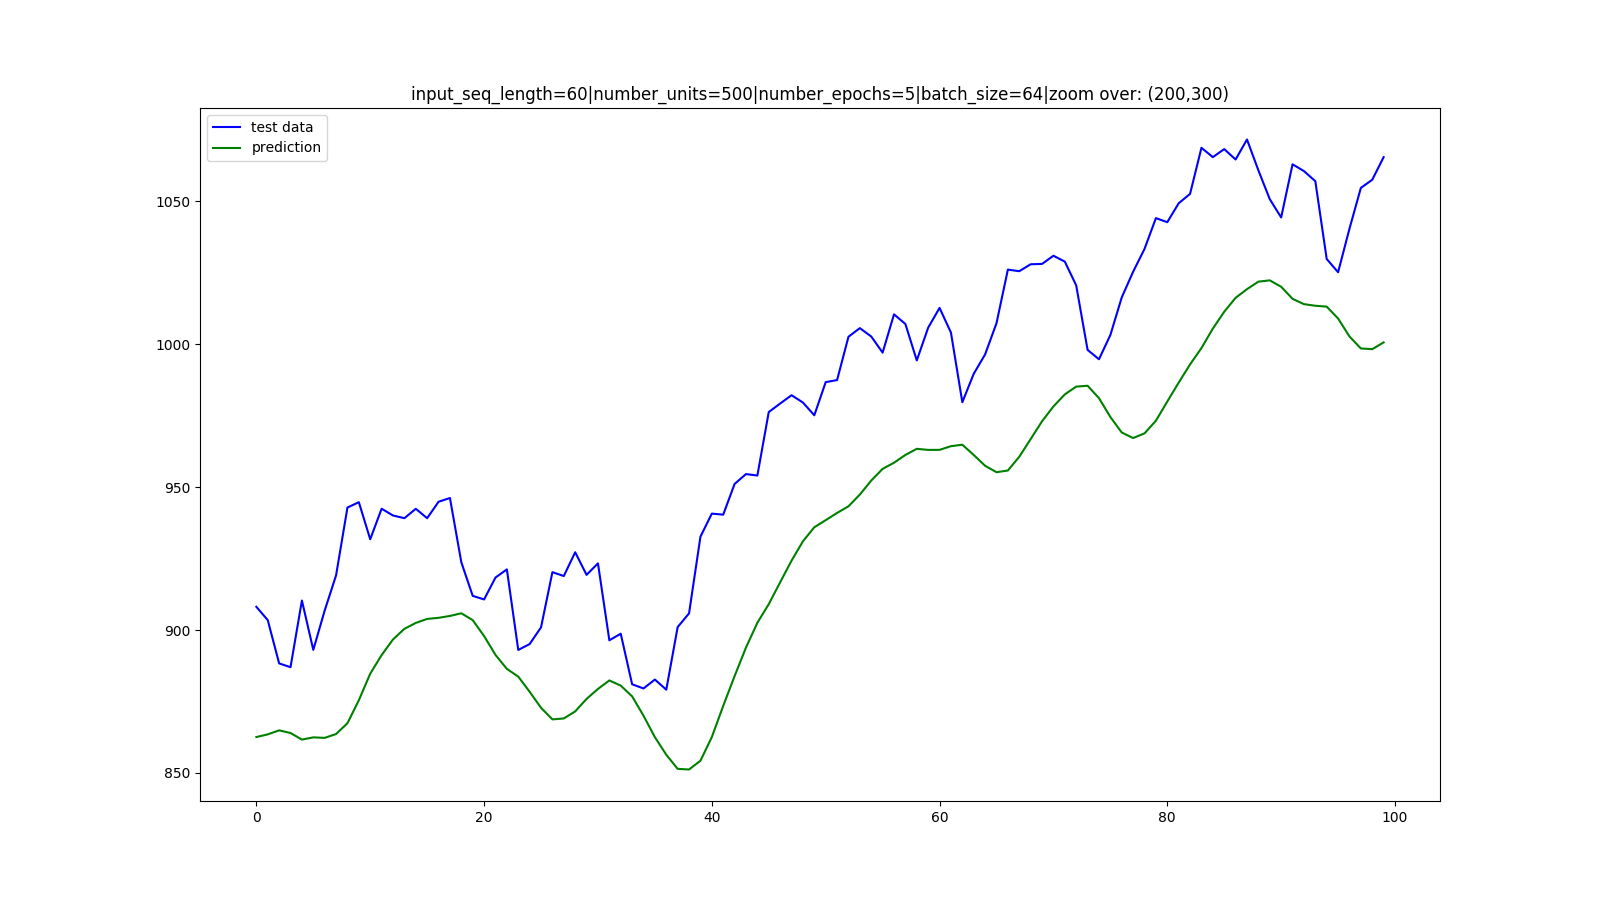 input_seq_length=60|number_units=500|number_epochs=5|batch_size=64|zoom over: (200,300)
test data
prediction
1050
1000
950
900
850
0 20 40 60 80 100